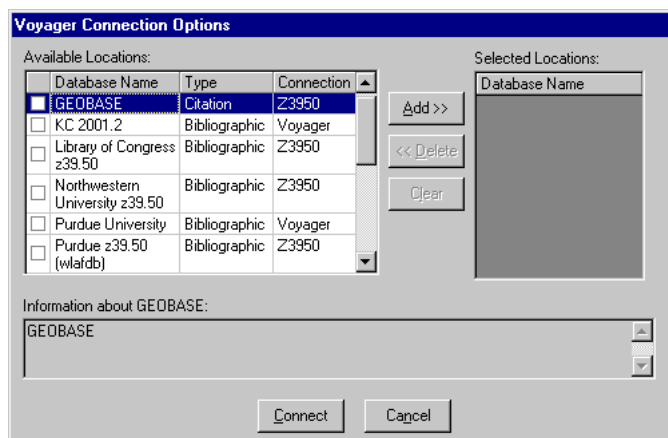 Voyager Connection Options
Available Locations:
Selected Locations:
Database Name Type Connection
Database Name
GEOBASE Citation Z3950
KC 2001.2 Bibliographic Voyager
Library of Congress Bibliographic Z3950
z39.50
Northwestern Bibliographic Z3950
University z39.50
Purdue University Bibliographic Voyager
Purdue z39.50 Bibliographic Z3950
(wlafdb)
Add >>
<< Delete
Clear
Information about GEOBASE:
GEOBASE
Connect Cancel